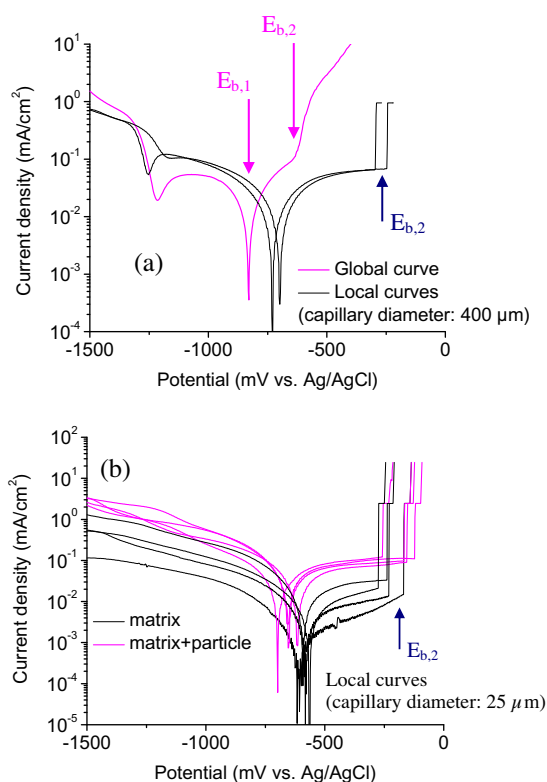 E_b,2
E_b,1
10^1
10^0
10^-1
10^-2
10^-3
10^-4
Current density (mA/cm^2)
(a)
E_b,2
Global curve
Local curves
(capillary diameter: 400 μm)
-1500
-1000
-500
0
Potential (mV vs. Ag/AgCl)
(b)
10^2
10^1
10^0
10^-1
10^-2
10^-3
10^-4
10^-5
Current density (mA/cm^2)
matrix
matrix+particle
E_b,2
Local curves
(capillary diameter: 25 μm)
-1500
-1000
-500
0
Potential (mV vs. Ag/AgCl)